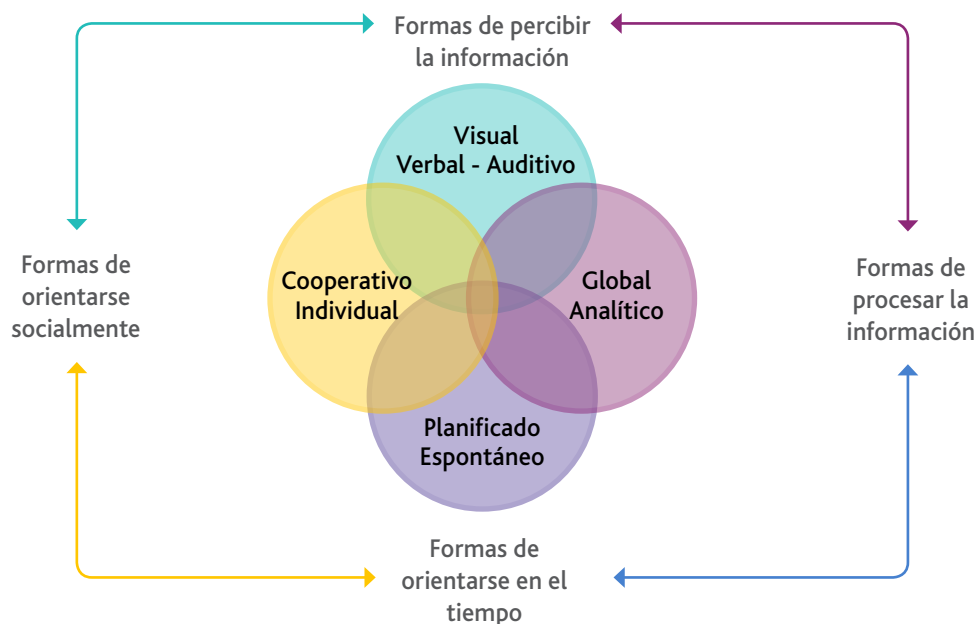 Formas de percibir
la información
Visual
Verbal - Auditivo
Formas de
orientarse
socialmente
Cooperativo
Individual
Global
Analítico
Formas de
procesar la
información
Planificado
Espontáneo
Formas de
orientarse en el
tiempo